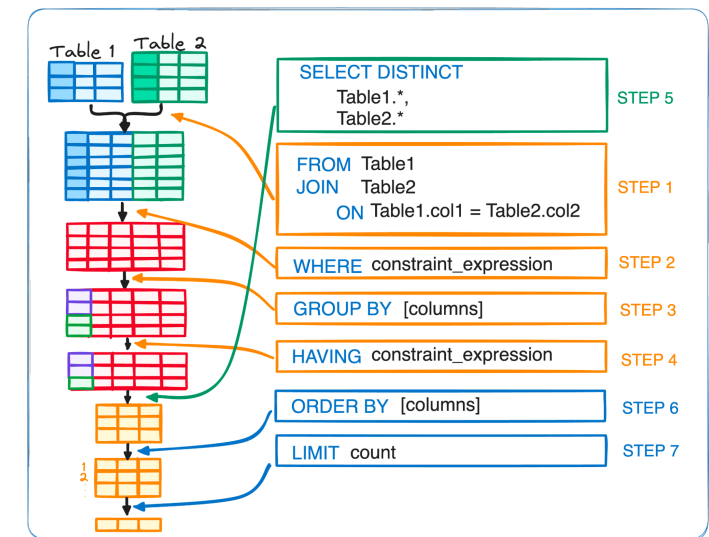 Table 1
Table 2
SELECT DISTINCT
Table1.*,
Table2.*
STEP 5
FROM Table1
JOIN Table2
ON Table1.col1 = Table2.col2
STEP 1
WHERE constraint_expression
STEP 2
GROUP BY [columns]
STEP 3
HAVING constraint_expression
STEP 4
ORDER BY [columns]
STEP 6
LIMIT count
STEP 7
1
2